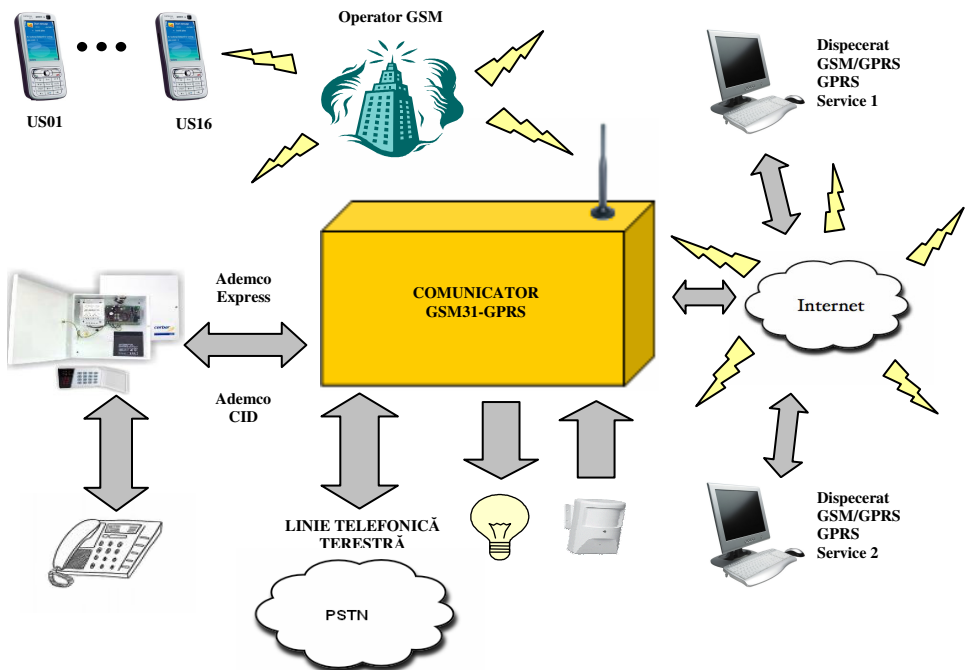 Operator GSM
US01
US16
Dispecerat
GSM/GPRS
GPRS
Service 1
Ademco
Express
COMUNICATOR
GSM31-GPRS
Internet
cerber
Ademco
CID
LINIE TELEFONICĂ
TERESTRĂ
PSTN
Dispecerat
GSM/GPRS
GPRS
Service 2